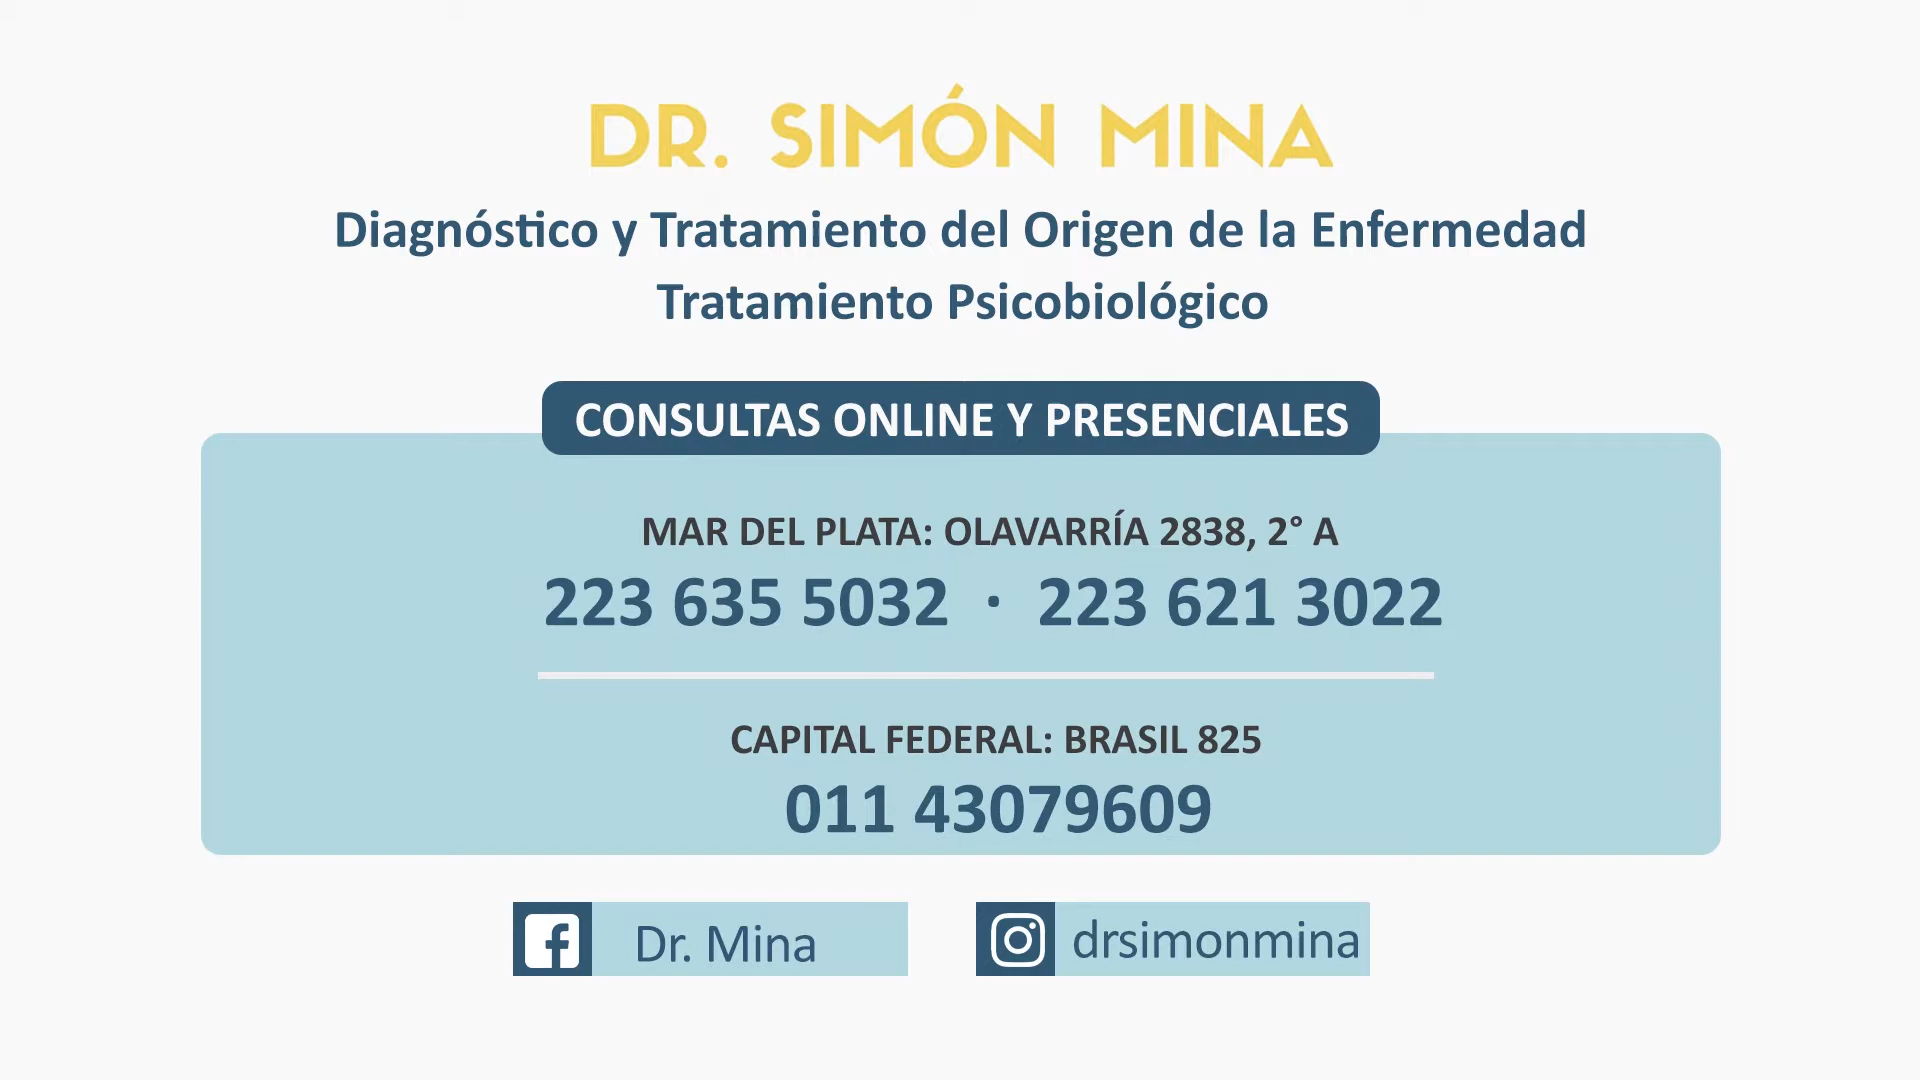 DR. SIMÓN MINA
Diagnóstico y Tratamiento del Origen de la Enfermedad
Tratamiento Psicobiológico
CONSULTAS ONLINE Y PRESENCIALES
MAR DEL PLATA: OLAVARRÍA 2838, 2° A
223 635 5032 · 223 621 3022
CAPITAL FEDERAL: BRASIL 825
011 43079609
Dr. Mina
drsimonmina